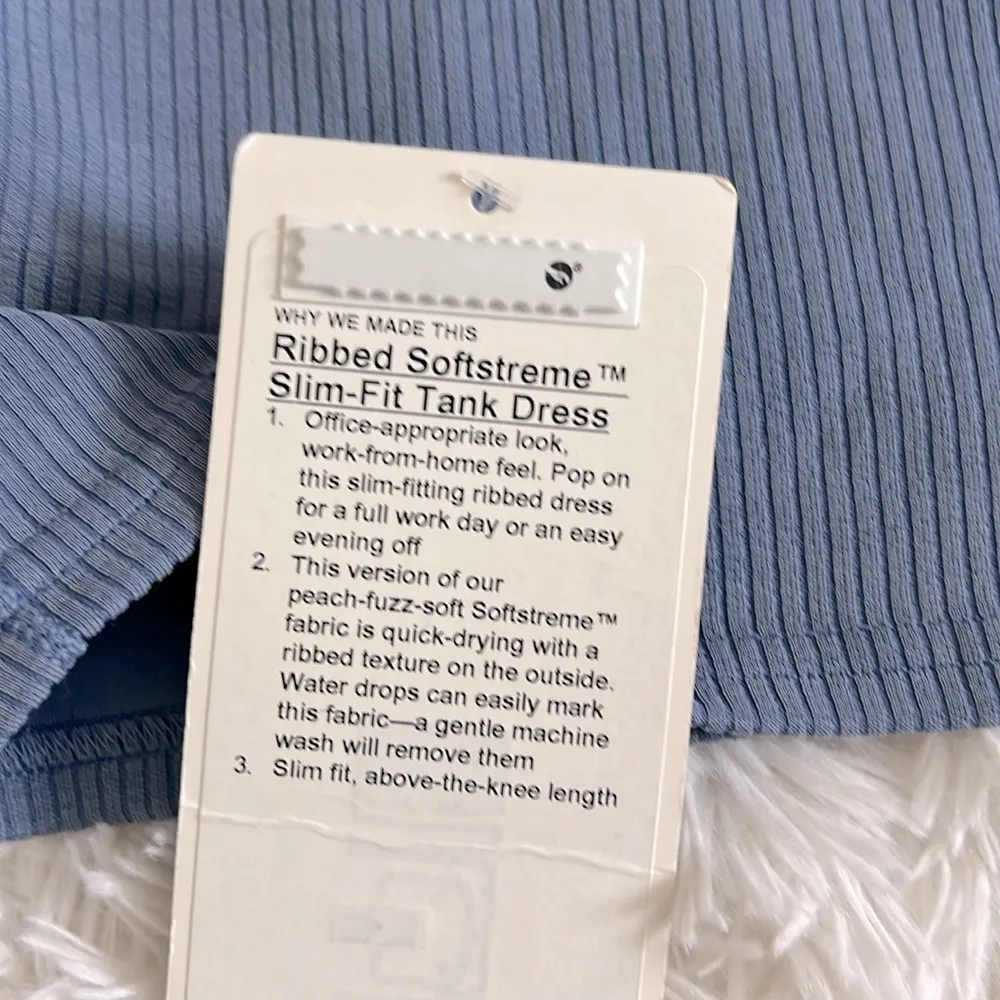 WHY WE MADE THIS
Ribbed Softstreme™
Slim-Fit Tank Dress
1. Office-appropriate look,
work-from-home feel. Pop on
this slim-fitting ribbed dress
for a full work day or an easy
evening off
2. This version of our
peach-fuzz-soft Softstreme™
fabric is quick-drying with a
ribbed texture on the outside.
Water drops can easily mark
this fabric—a gentle machine
wash will remove them
3. Slim fit, above-the-knee length